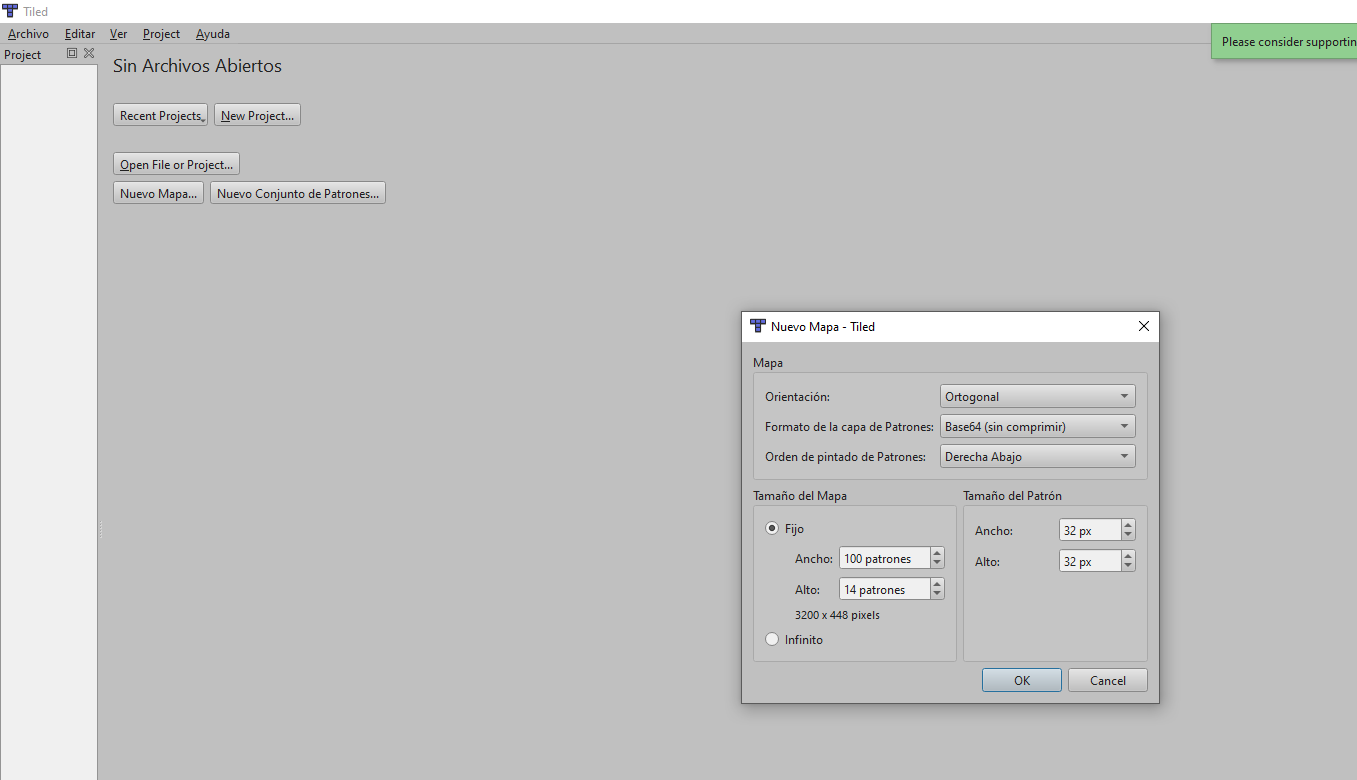 Tiled
Archivo Editar Ver Project Ayuda
Please consider supportin
Project
Sin Archivos Abiertos
Recent Projects New Project...
Open File or Project...
Nuevo Mapa... Nuevo Conjunto de Patrones...
Nuevo Mapa - Tiled
Mapa
Orientación: Ortogonal
Formato de la capa de Patrones: Base64 (sin comprimir)
Orden de pintado de Patrones: Derecha Abajo
Tamaño del Mapa
Fijo
Ancho: 100 patrones
Alto: 14 patrones
3200 x 448 pixels
Infinito
Tamaño del Patrón
Ancho: 32 px
Alto: 32 px
OK Cancel